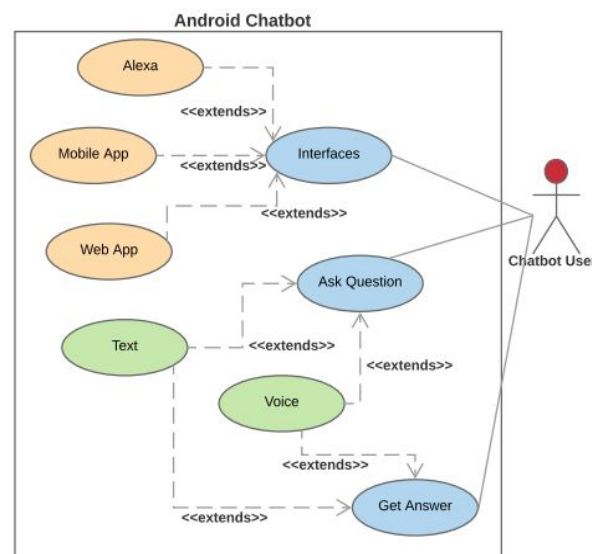 Android Chatbot
Alexa
<<extends>>
Mobile App
<<extends>>
Interfaces
<<extends>>
Web App
Chatbot User
Ask Question
Text
<<extends>>
<<extends>>
Voice
<<extends>>
Get Answer
<<extends>>